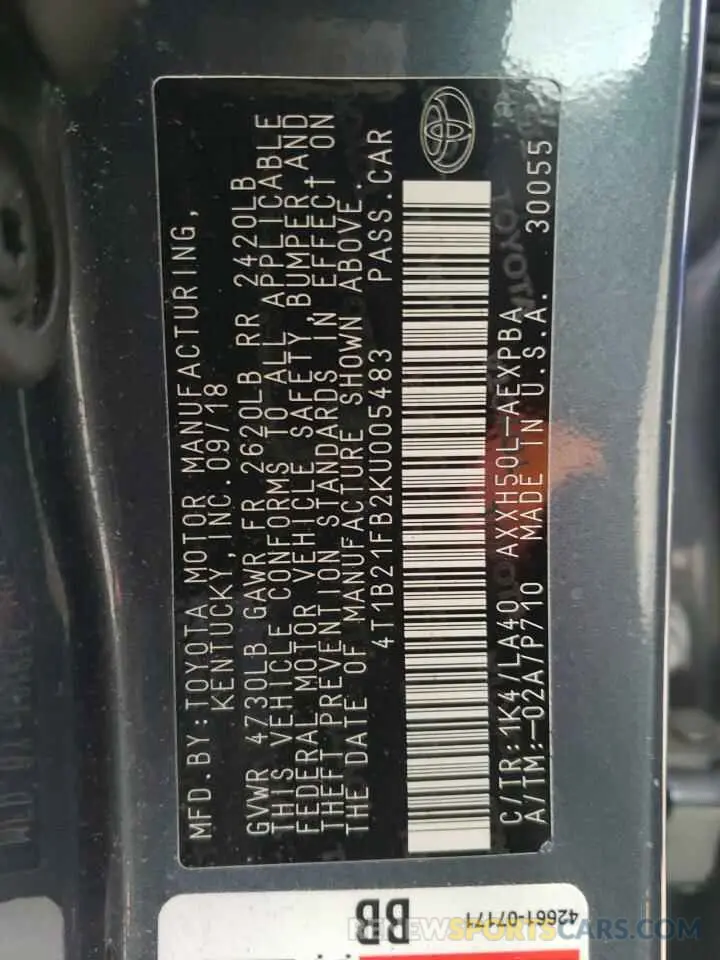 MFD.BY:TOYOTA MOTOR MANUFACTURING,
KENTUCKY,INC.09/18
GVWR 4730LB GAWR FR 2620LB RR 2420LB
THIS VEHICLE CONFORMS TO ALL APPLICABLE
FEDERAL MOTOR VEHICLE SAFETY,BUMPER,AND
THEFT PREVENTION STANDARDS IN EFFECT ON
THE DATE OF MANUFACTURE SHOWN ABOVE.
4T1B21FB2KU005483 PASS.CAR
C/TR:1K4/LA40 AXXH50L-AEXPBA
A/TM:-02A/P710 MADE IN U.S.A. 30055
TOYOTA
BB
42661-07171
RENEWSPORTSCARS.COM